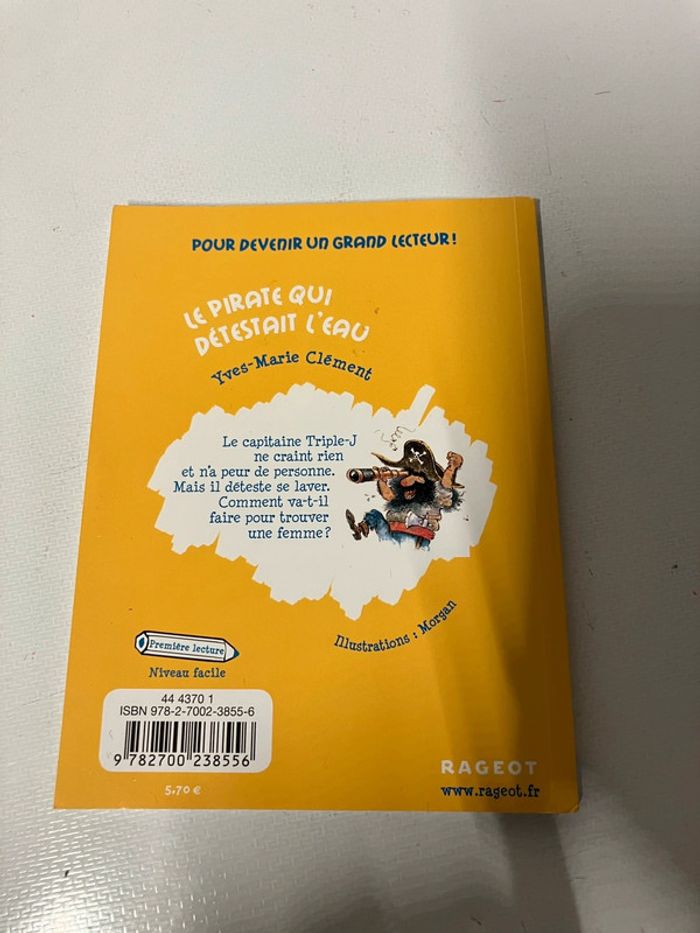 POUR DEVENIR UN GRAND LECTEUR!
LE PIRATE QUI
DÉTESTAIT L'EAU
Yves-Marie Clément
Le capitaine Triple-J
ne craint rien
et n'a peur de personne.
Mais il déteste se laver.
Comment va-t-il
faire pour trouver
une femme?
Illustrations : Morgan
Première lecture
Niveau facile
44 4370 1
ISBN 978-2-7002-3855-6
9 782700 238556
5,70 €
RAGEOT
www.rageot.fr